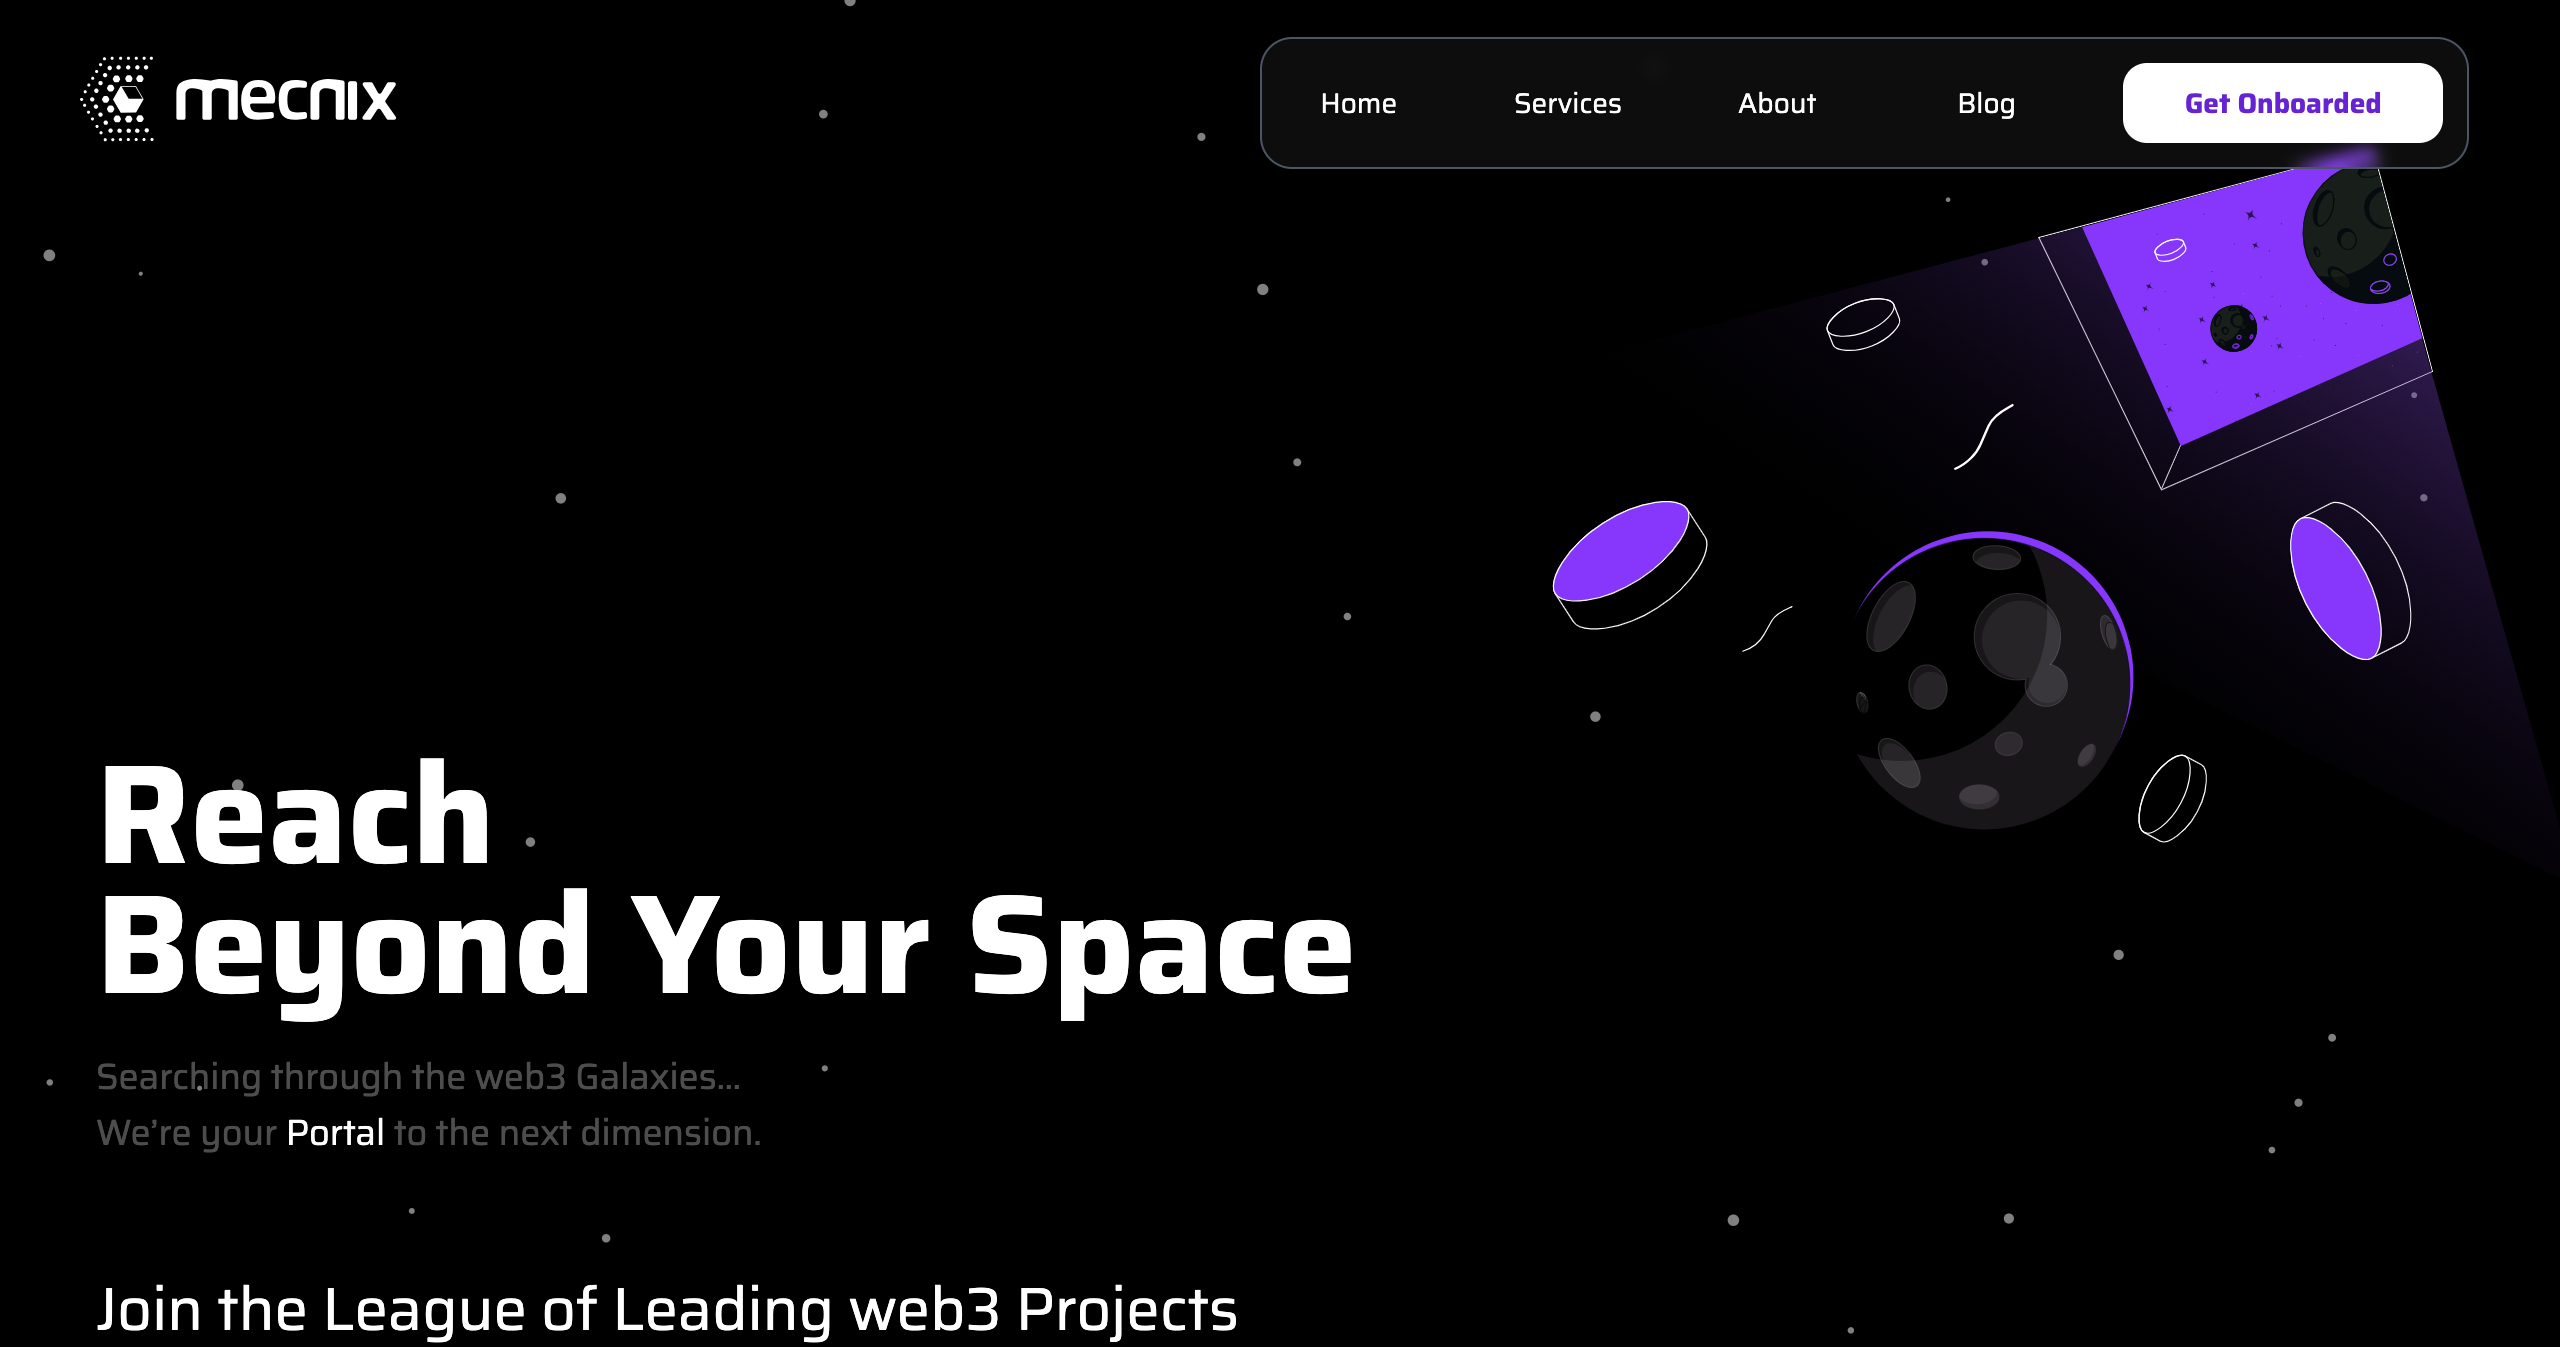 mecnix
Home
Services
About
Blog
Get Onboarded
Reach
Beyond Your Space
Searching through the web3 Galaxies...
We’re your Portal to the next dimension.
Join the League of Leading web3 Projects